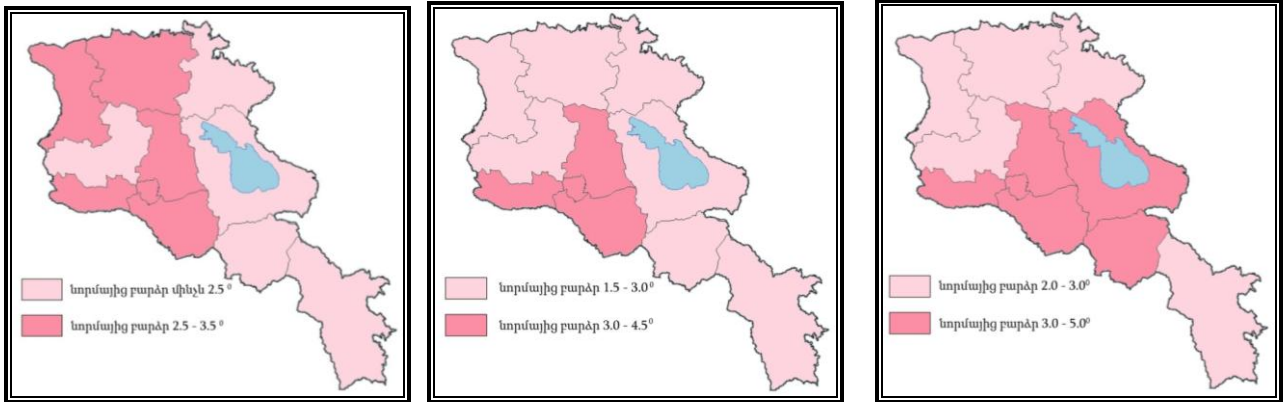 նորմայից բարձր մինչև 2.5 ⁰
նորմայից բարձր 2.5 - 3.5 ⁰
նորմայից բարձր 1.5 - 3.0⁰
նորմայից բարձր 3.0 - 4.5⁰
նորմայից բարձր 2.0 - 3.0⁰
նորմայից բարձր 3.0 - 5.0⁰